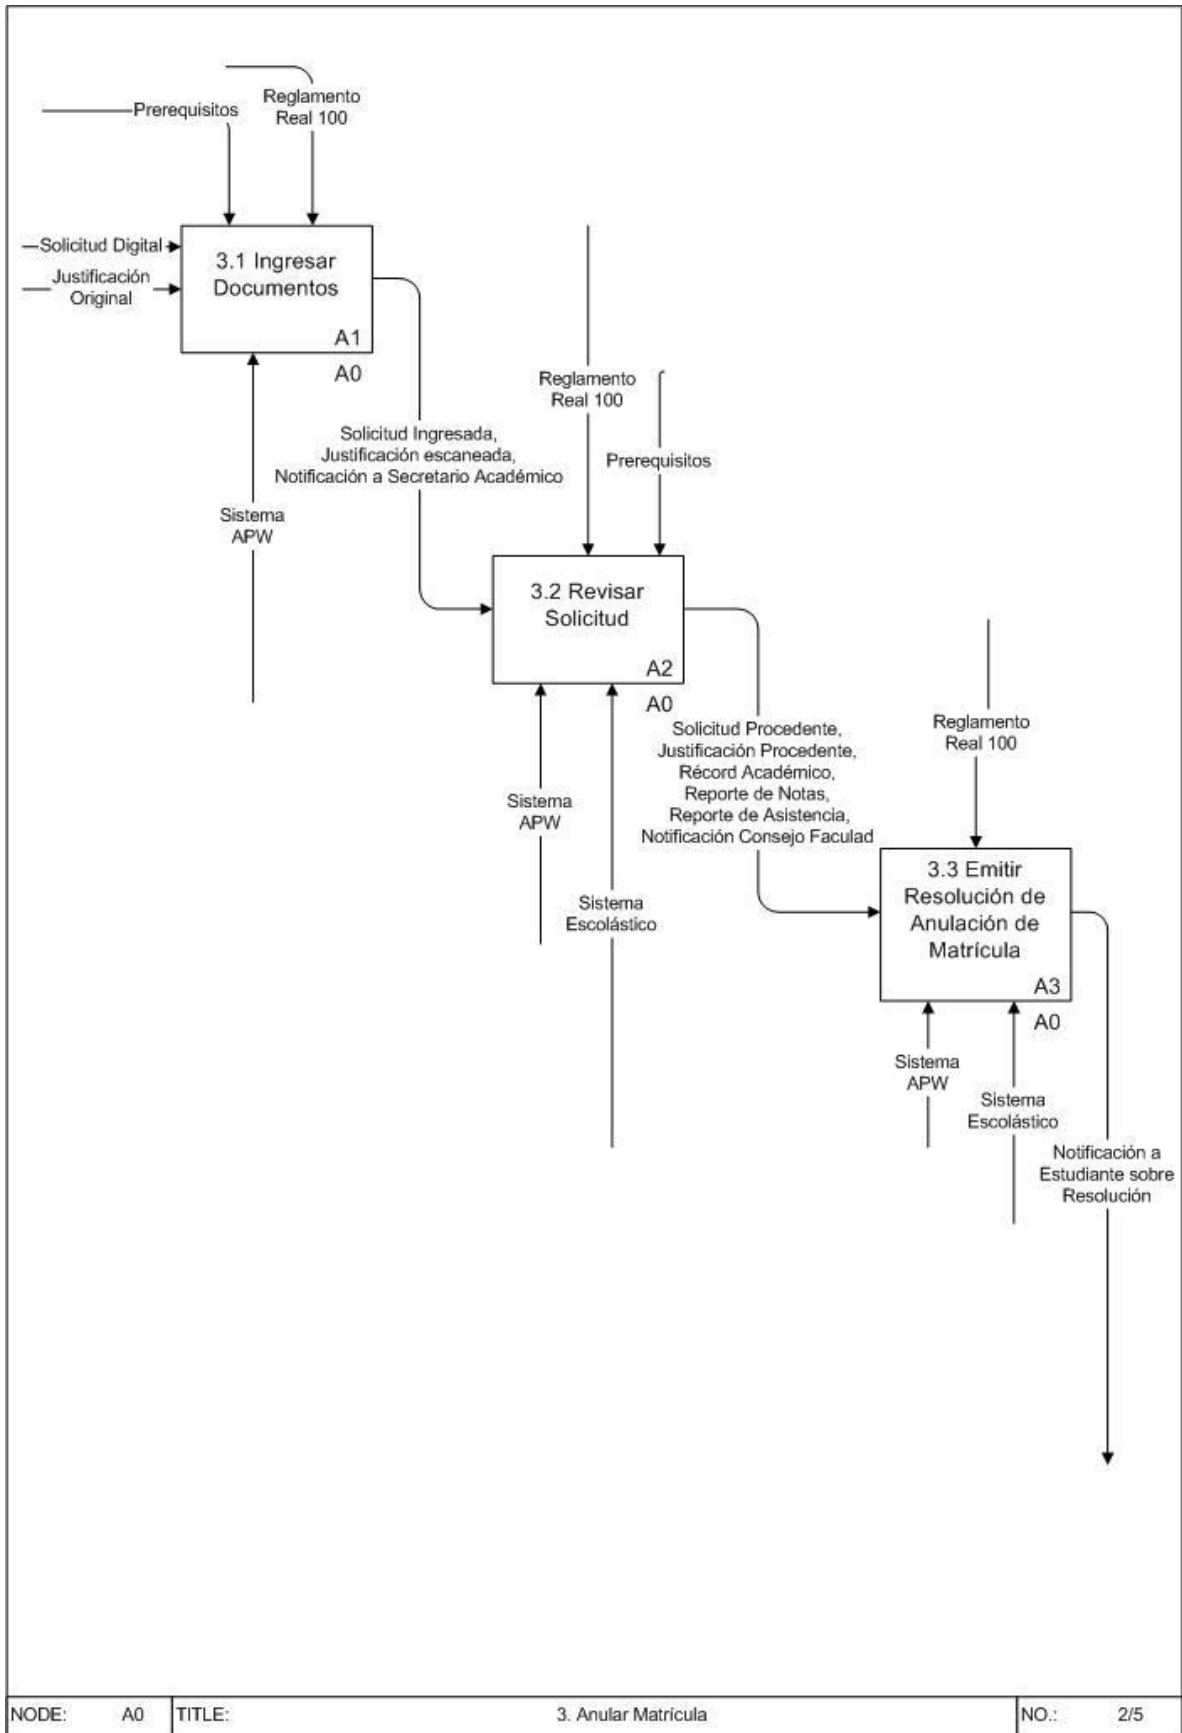 Prerequisitos
Reglamento
Real 100
Solicitud Digital
Justificación
Original
3.1 Ingresar
Documentos
A1
A0
Sistema
APW
Solicitud Ingresada,
Justificación escaneada,
Notificación a Secretario Académico
Reglamento
Real 100
Prerequisitos
3.2 Revisar
Solicitud
A2
A0
Sistema
APW
Sistema
Escolástico
Solicitud Procedente,
Justificación Procedente,
Récord Académico,
Reporte de Notas,
Reporte de Asistencia,
Notificación Consejo Faculad
Reglamento
Real 100
3.3 Emitir
Resolución de
Anulación de
Matrícula
A3
A0
Sistema
APW
Sistema
Escolástico
Notificación a
Estudiante sobre
Resolución
NODE: A0 TITLE: 3. Anular Matrícula NO.: 2/5